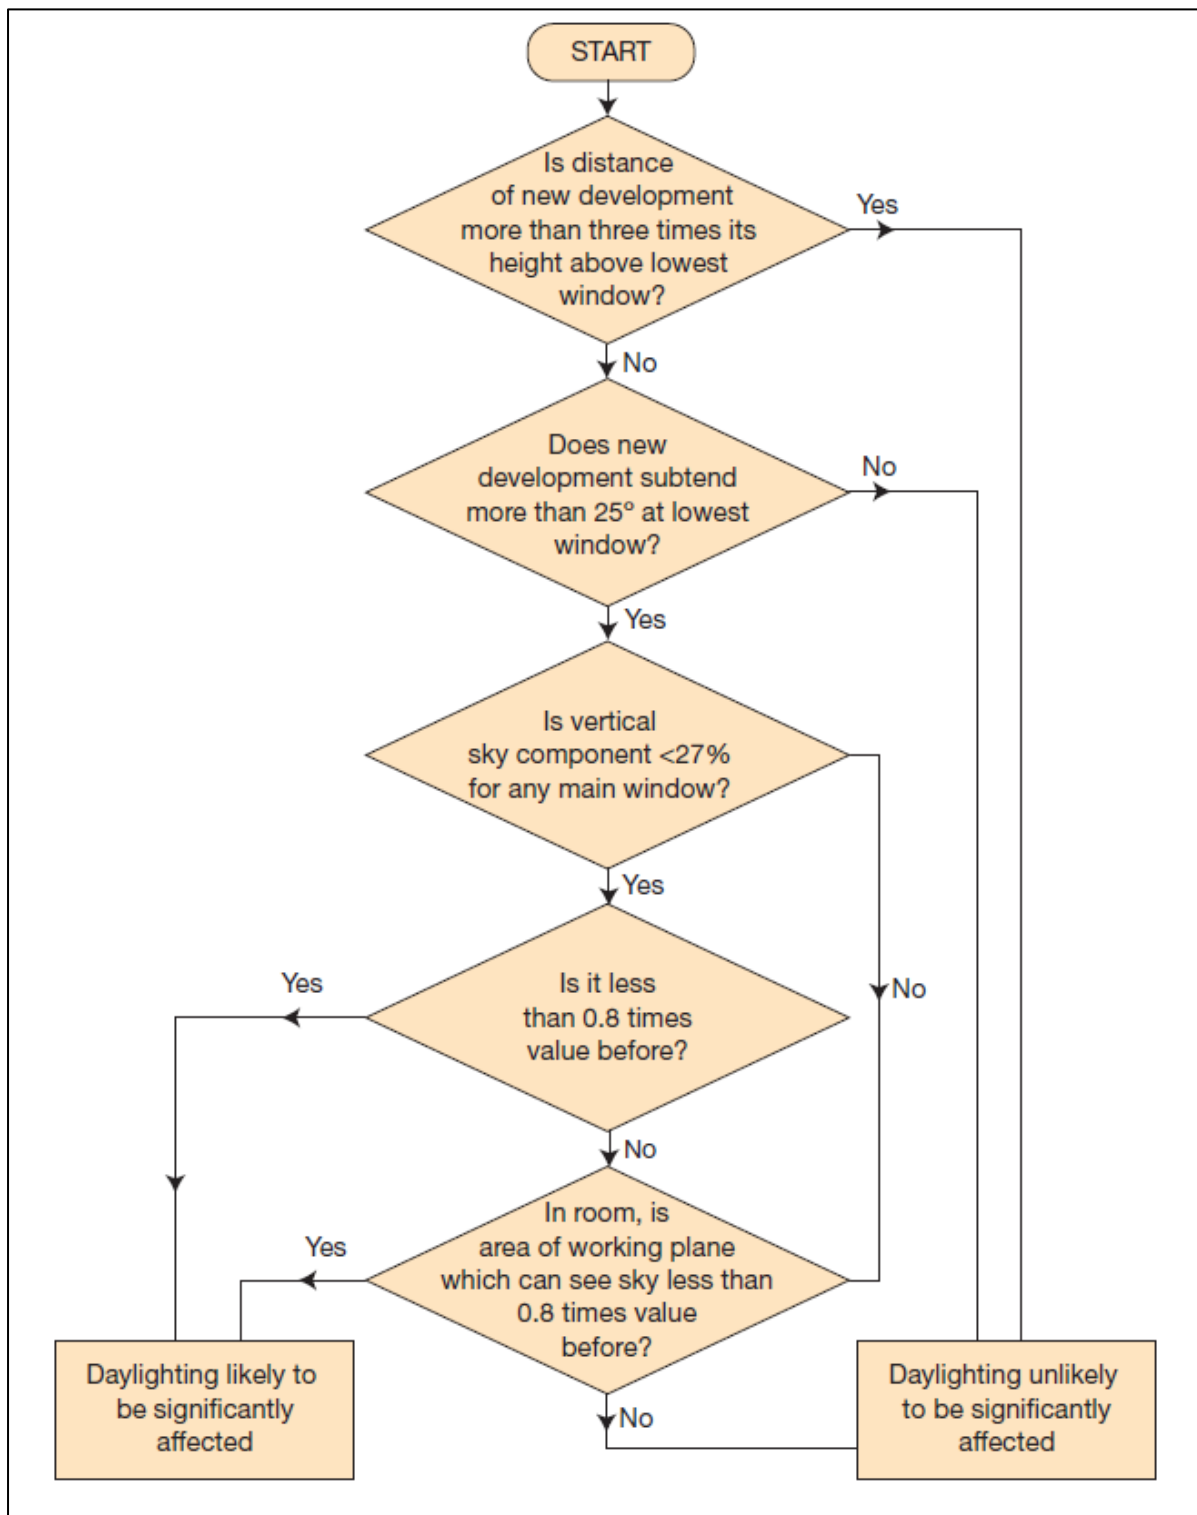 START
Is distance
of new development
more than three times its
height above lowest
window?
Yes
No
Does new
development subtend
more than 25º at lowest
window?
No
Yes
Is vertical
sky component <27%
for any main window?
Yes
No
Is it less
than 0.8 times
value before?
Yes
No
In room, is
area of working plane
which can see sky less than
0.8 times value
before?
Yes
No
Daylighting likely to
be significantly
affected
Daylighting unlikely
to be significantly
affected